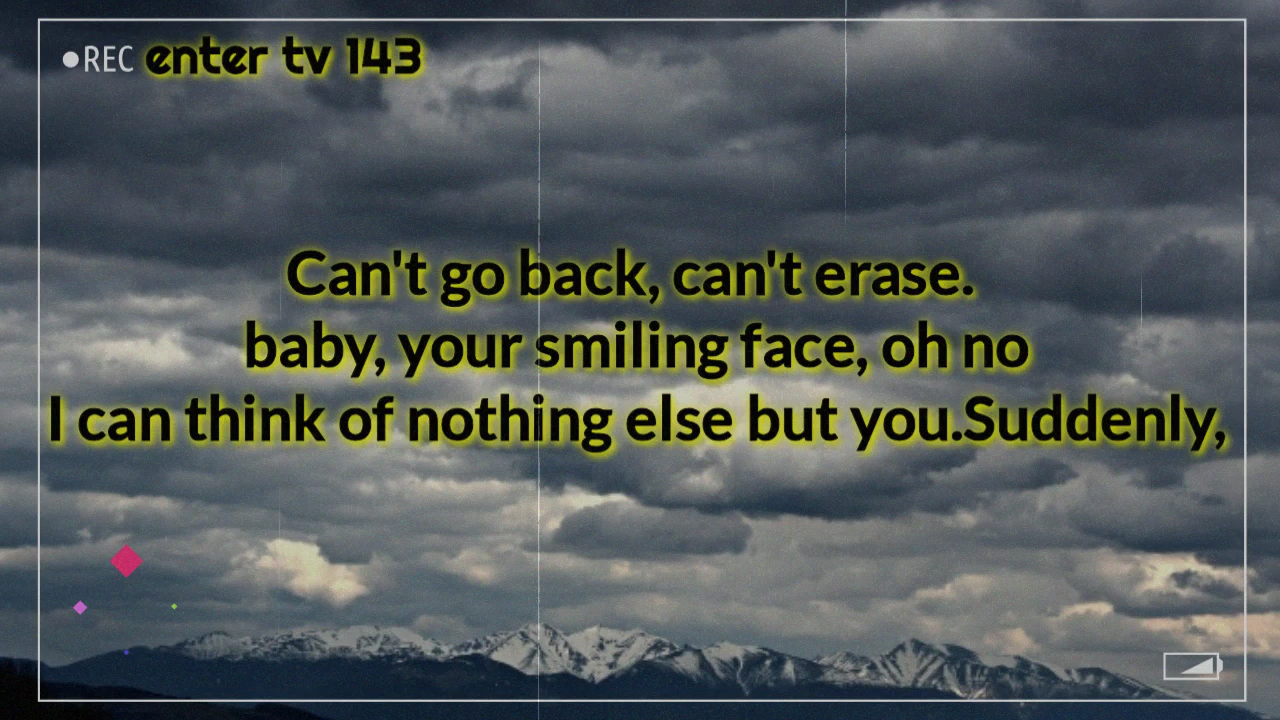 ●REC enter tv 143
Can't go back, can't erase.
baby, your smiling face, oh no
I can think of nothing else but you.Suddenly,